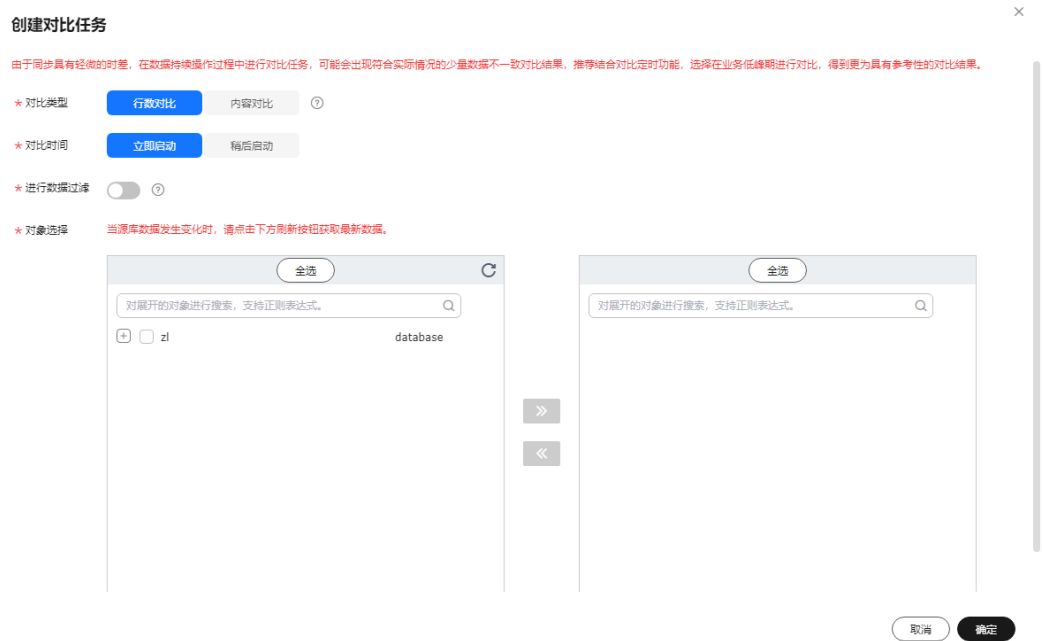 创建对比任务
由于同步具有轻微的时差，在数据持续操作过程中进行对比任务，可能会出现符合实际情况的少量数据不一致对比结果，推荐结合对比定时功能，选择在业务低峰期进行对比，得到更为具有参考性的对比结果。
* 对比类型 行数对比 内容对比 ?
* 对比时间 立即启动 稍后启动
* 进行数据过滤 ?
* 对象选择 当源库数据发生变化时，请点击下方刷新按钮获取最新数据。
全选 全选
对展开的对象进行搜索，支持正则表达式。 对展开的对象进行搜索，支持正则表达式。
zl database
取消 确定